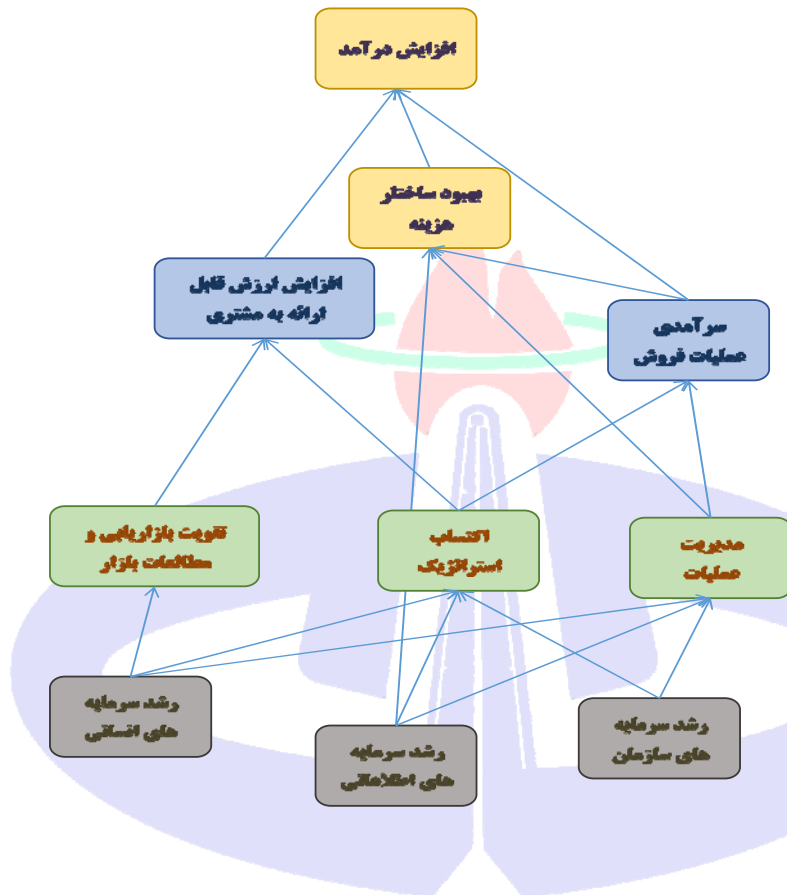 افزایش درآمد
بهبود ساختار
هزینه
افزایش ارزش قابل
ارائه به مشتری
سرآمدی
عملیات فروش
تقویت بازاریابی و
مطالعات بازار
اکتساب
استراتژیک
مدیریت
عملیات
رشد سرمایه
های انسانی
رشد سرمایه
های اطلاعاتی
رشد سرمایه
های سازمان